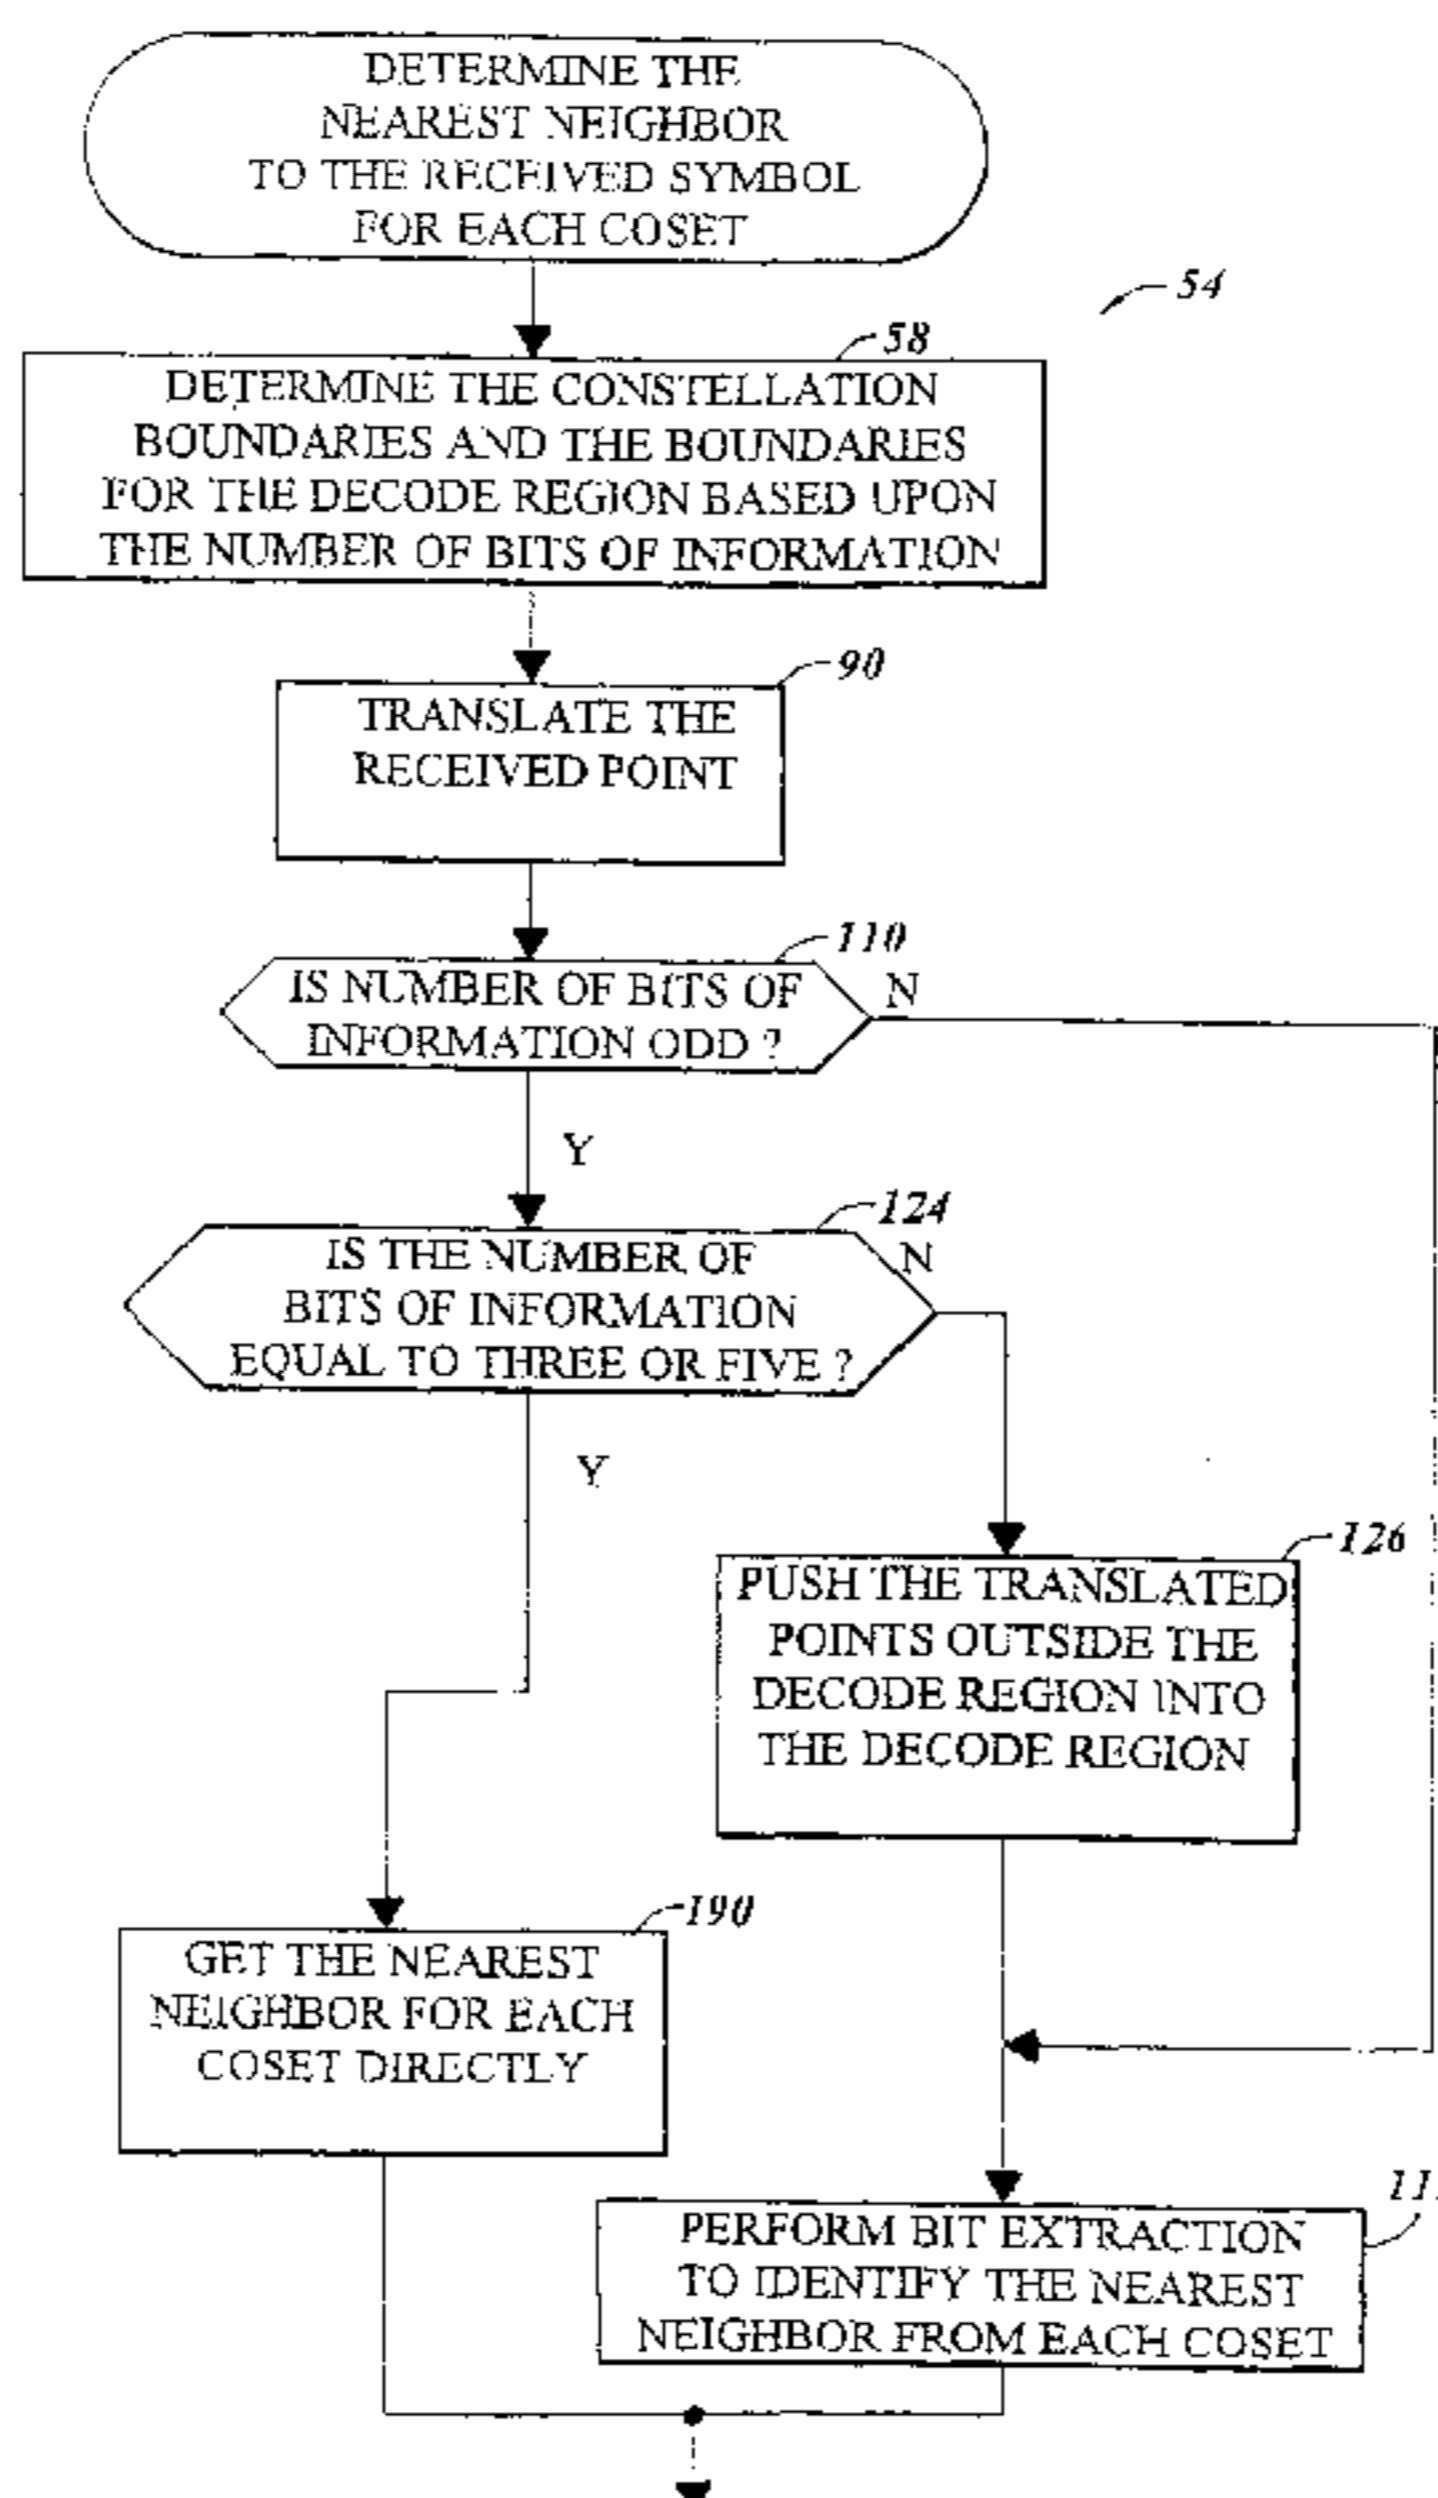 DETERMINE THE
NEAREST NEIGHBOR
TO THE RECEIVED SYMBOL
FOR EACH COSET
54
58
DETERMINE THE CONSTELLATION
BOUNDARIES AND THE BOUNDARIES
FOR THE DECODE REGION BASED UPON
THE NUMBER OF BITS OF INFORMATION
90
TRANSLATE THE
RECEIVED POINT
110
IS NUMBER OF BITS OF
INFORMATION ODD ?
N
Y
124
IS THE NUMBER OF
BITS OF INFORMATION
EQUAL TO THREE OR FIVE ?
N
Y
126
PUSH THE TRANSLATED
POINTS OUTSIDE THE
DECODE REGION INTO
THE DECODE REGION
190
GET THE NEAREST
NEIGHBOR FOR EACH
COSET DIRECTLY
PERFORM BIT EXTRACTION
TO IDENTIFY THE NEAREST
NEIGHBOR FROM EACH COSET